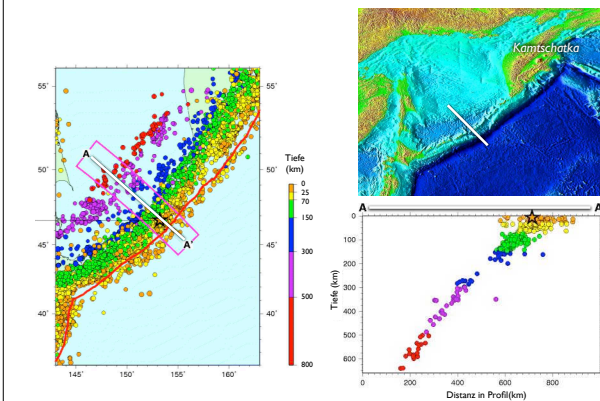 Kamtschatka
55˚
55˚
A
50˚
50˚
A'
45˚
45˚
40˚
40˚
145˚ 150˚ 155˚ 160˚
Tiefe
(km)
0
25
70
150
300
500
800
A A'
0
100
200
300
400
500
600
Tiefe (km)
0 200 400 600 800
Distanz in Profil(km)